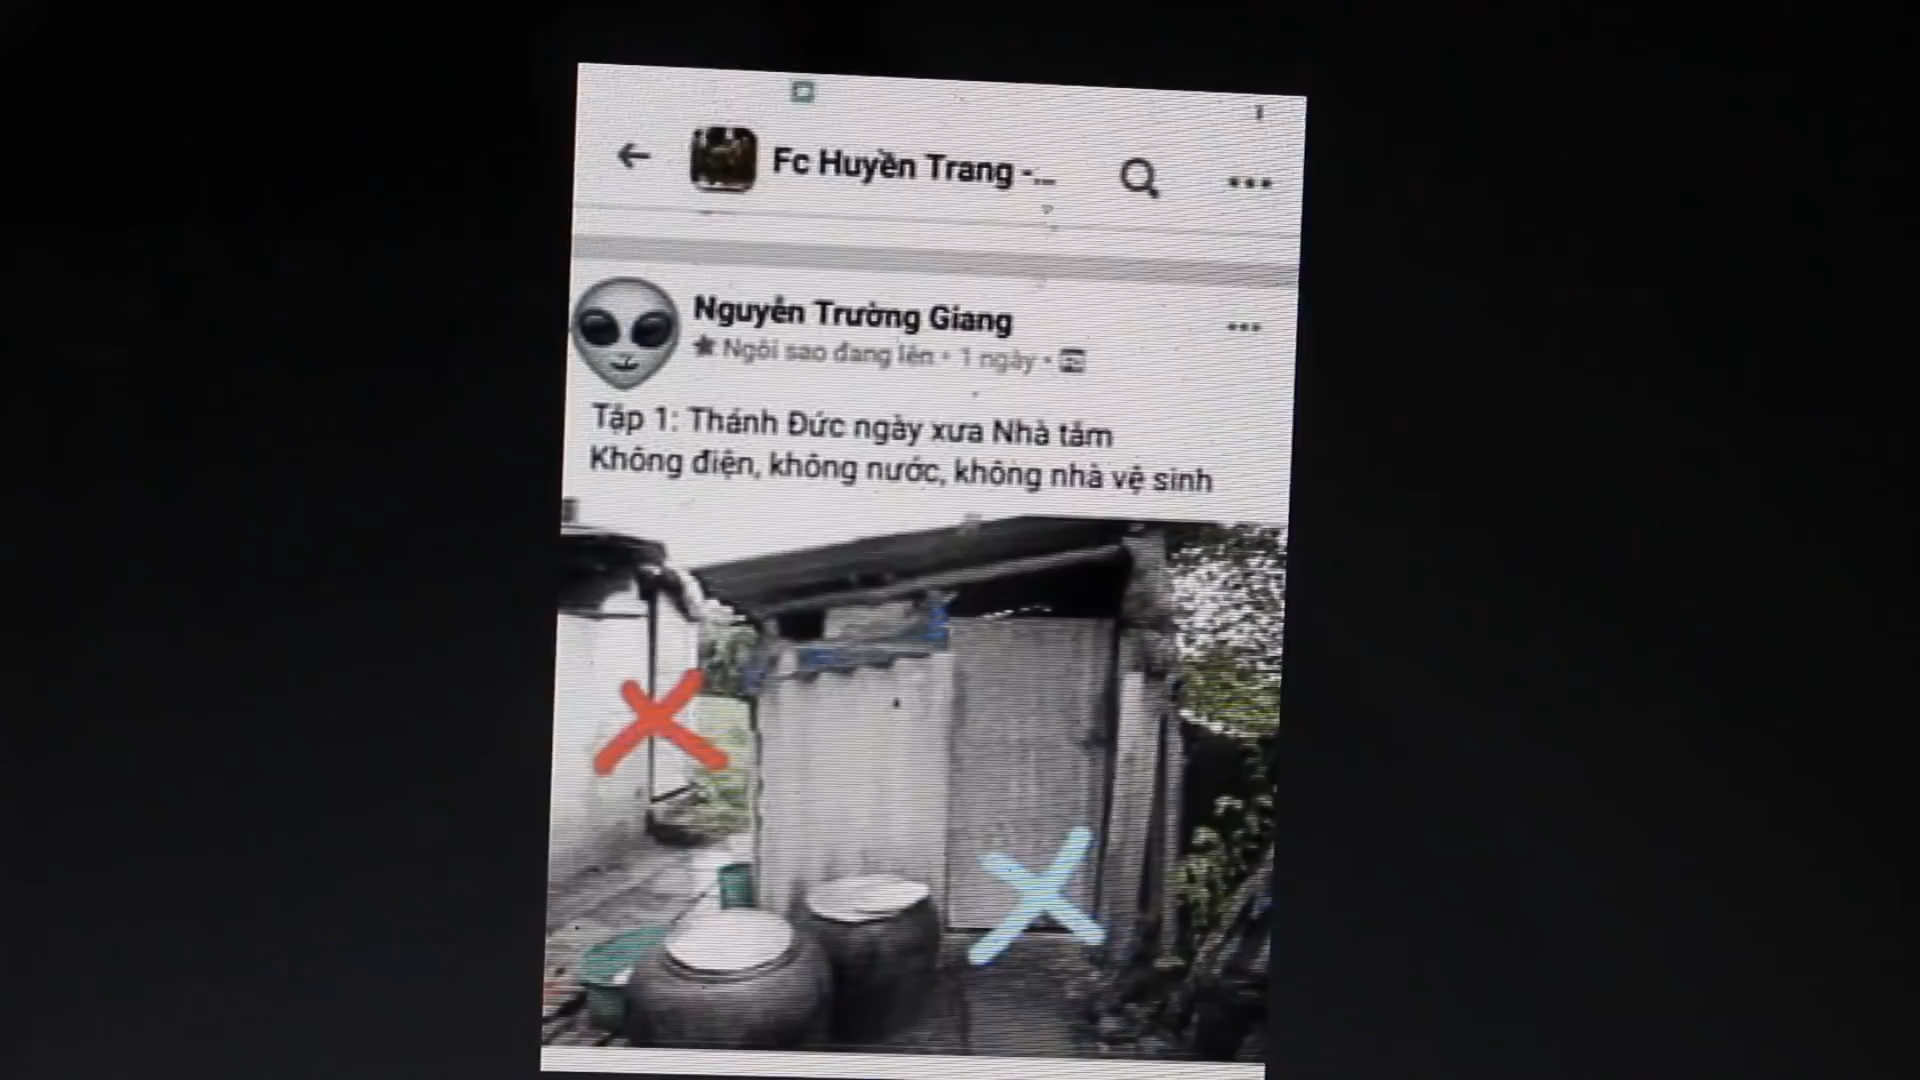 Fc Huyền Trang -...
Nguyễn Trường Giang
Ngôi sao đang lên • 1 ngày •
Tập 1: Thánh Đức ngày xưa Nhà tắm
Không điện, không nước, không nhà vệ sinh